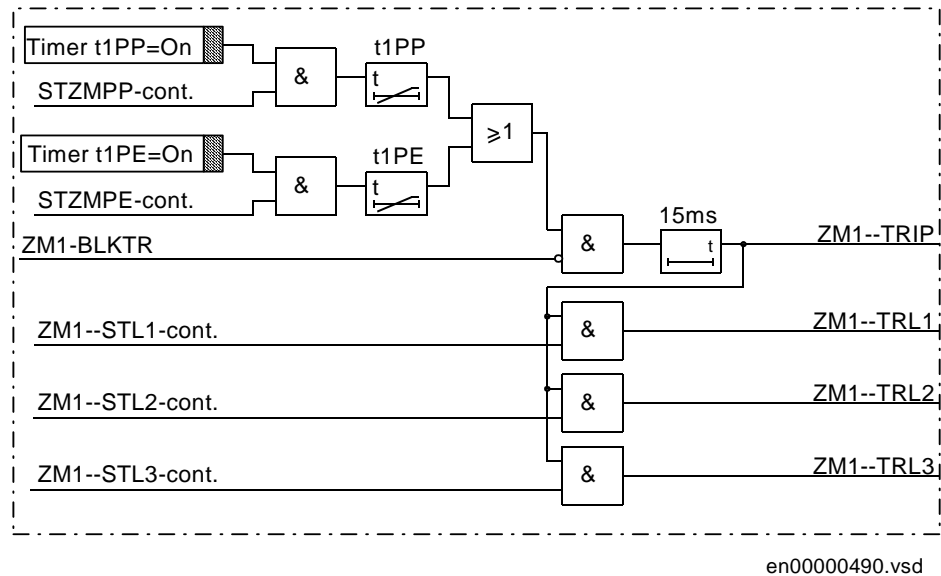 Timer t1PP=On
t1PP
&
t
STZMPP-cont.
≥1
Timer t1PE=On
t1PE
&
t
STZMPE-cont.
15ms
ZM1-BLKTR
&
t
ZM1--TRIP
ZM1--STL1-cont.
&
ZM1--TRL1
ZM1--STL2-cont.
&
ZM1--TRL2
ZM1--STL3-cont.
&
ZM1--TRL3
en00000490.vsd